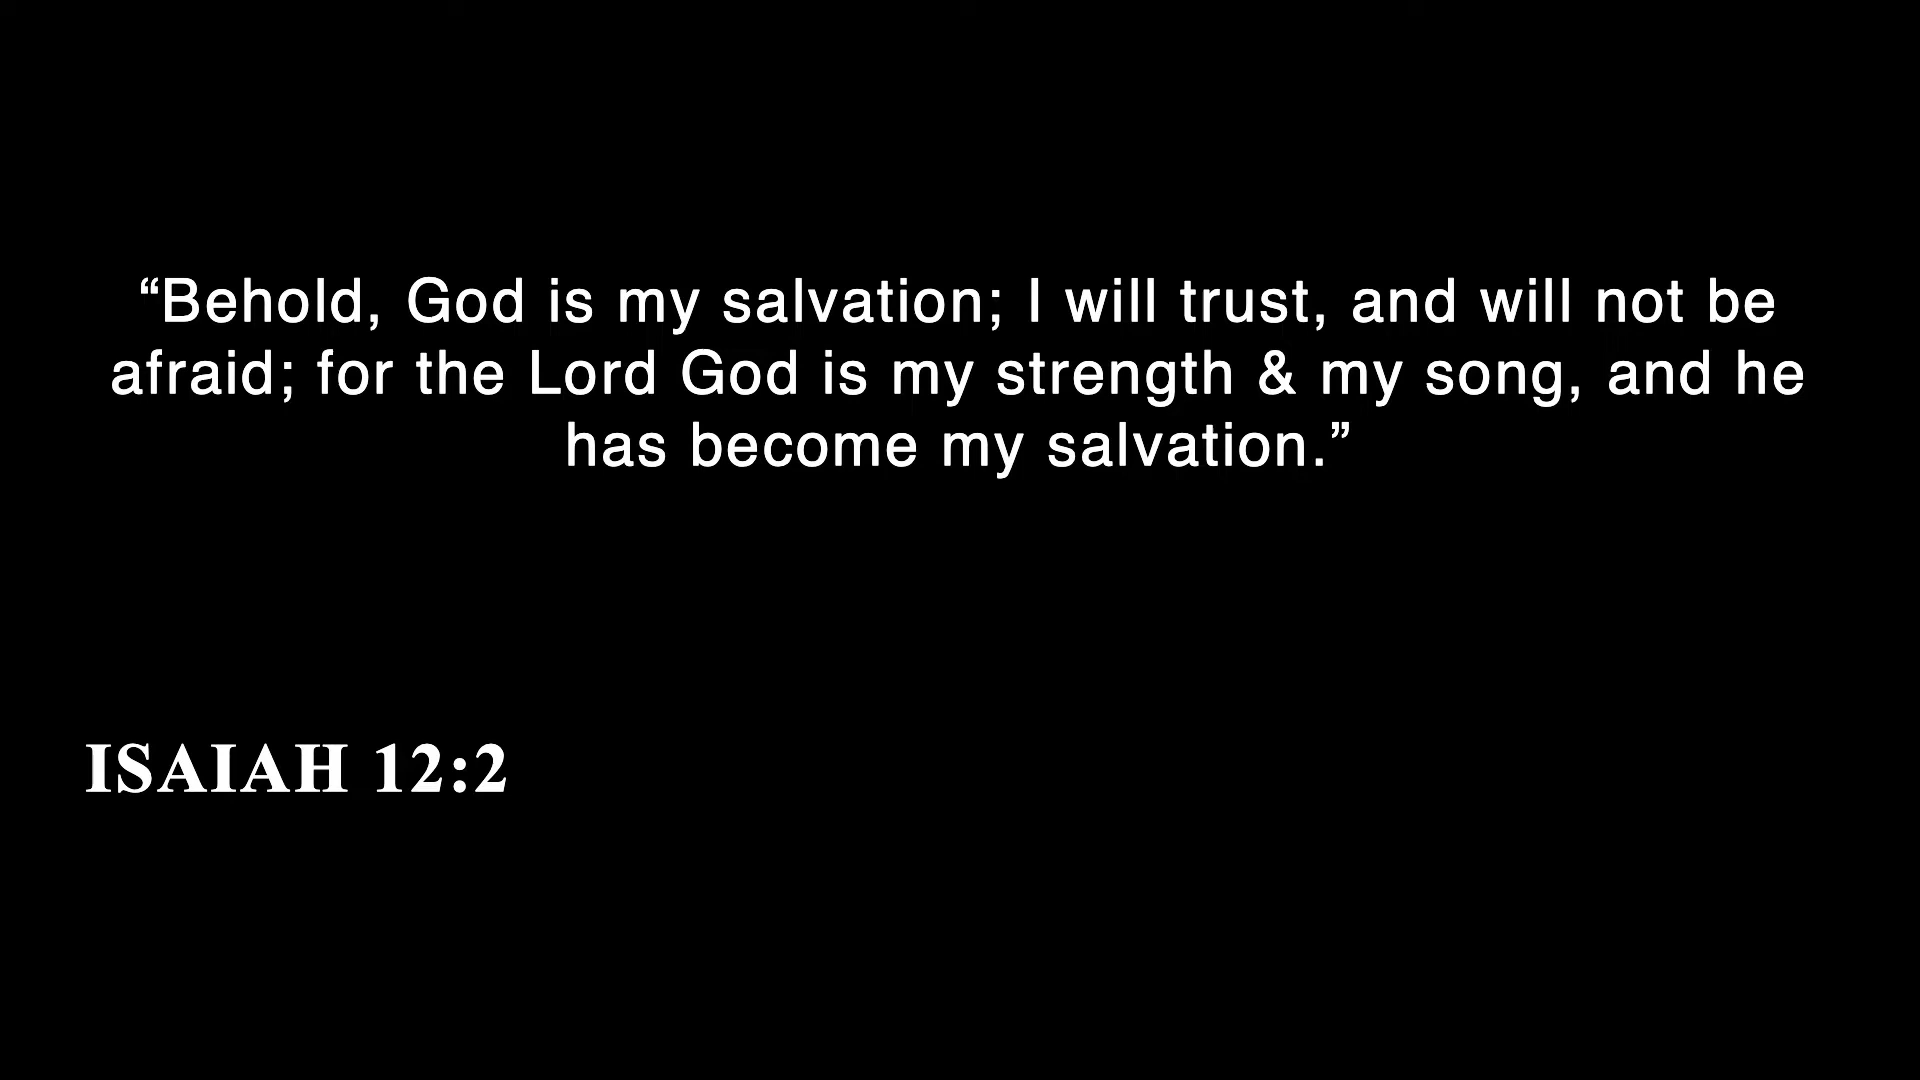 “Behold, God is my salvation; I will trust, and will not be
afraid; for the Lord God is my strength & my song, and he
has become my salvation.”
ISAIAH 12:2